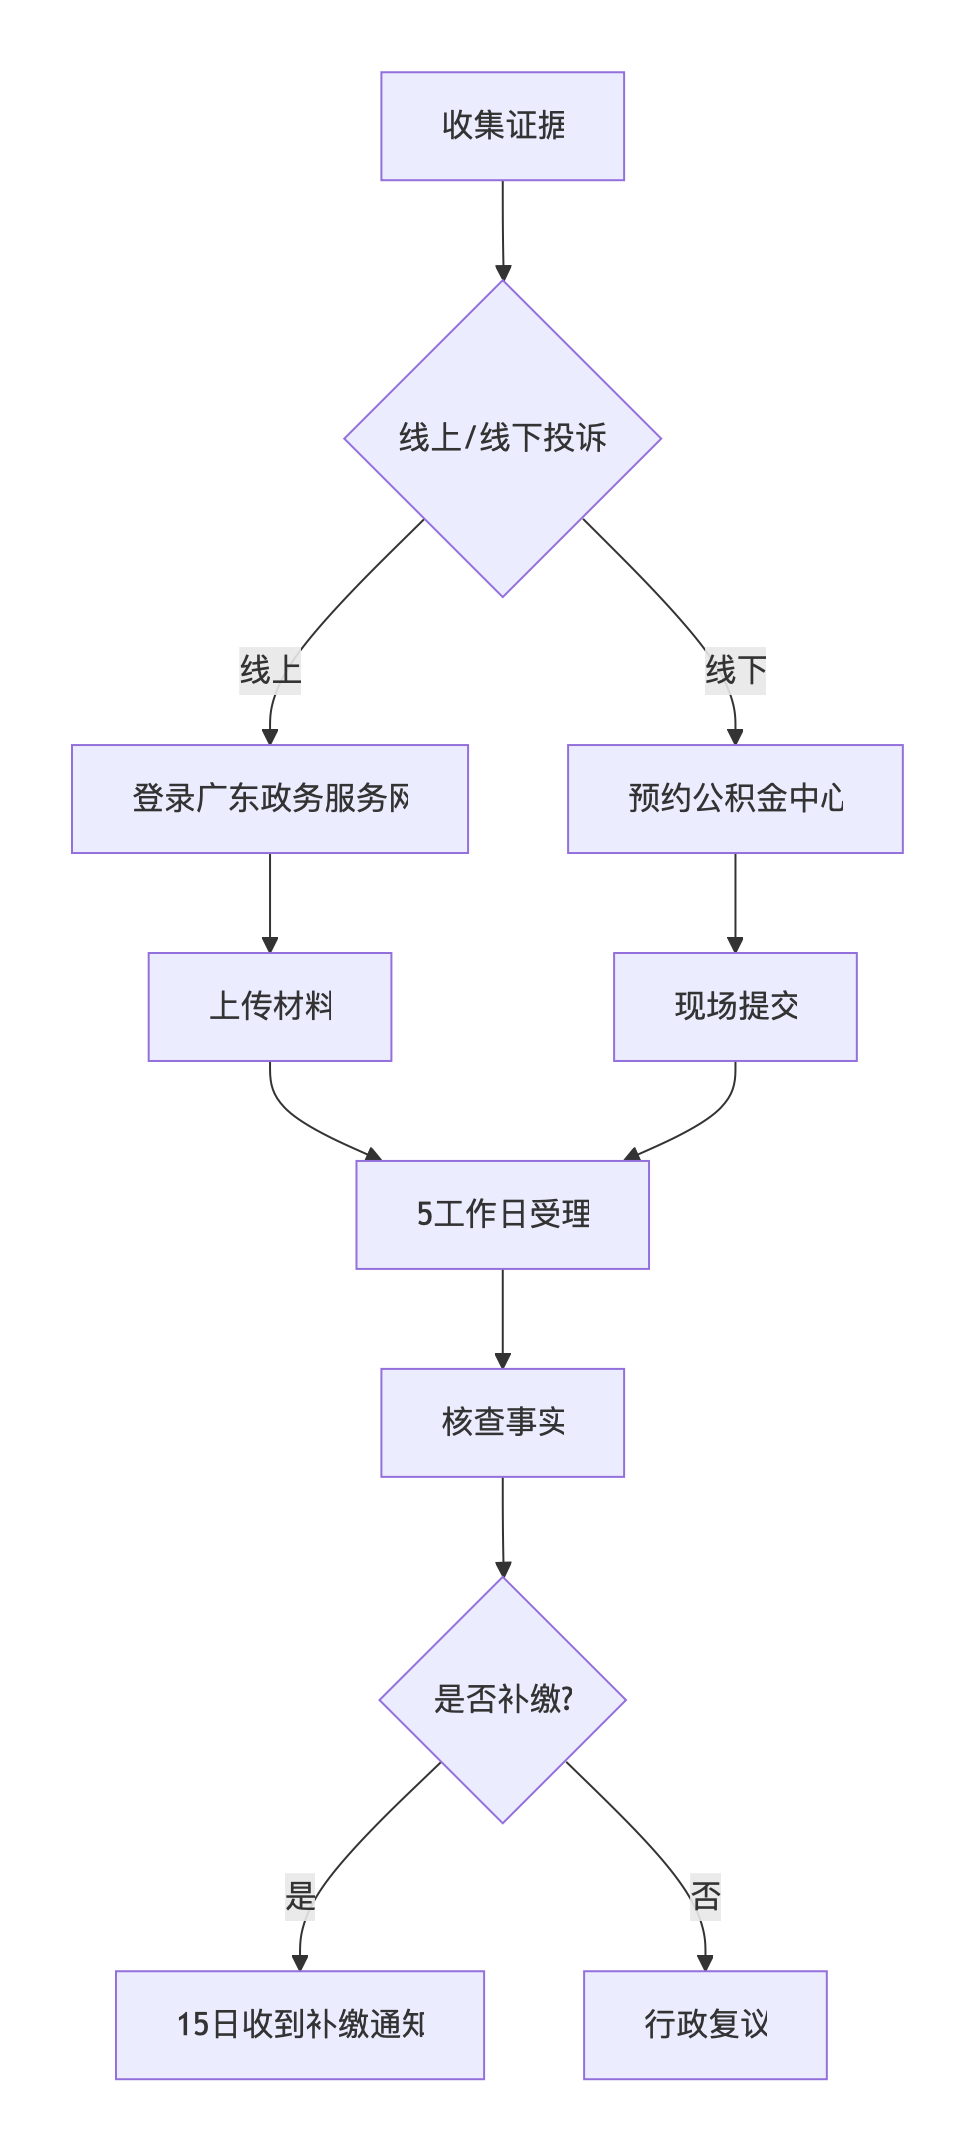 收集证据
线上/线下投诉
线上
线下
登录广东政务服务网
预约公积金中心
上传材料
现场提交
5工作日受理
核查事实
是否补缴?
是
否
15日收到补缴通知
行政复议